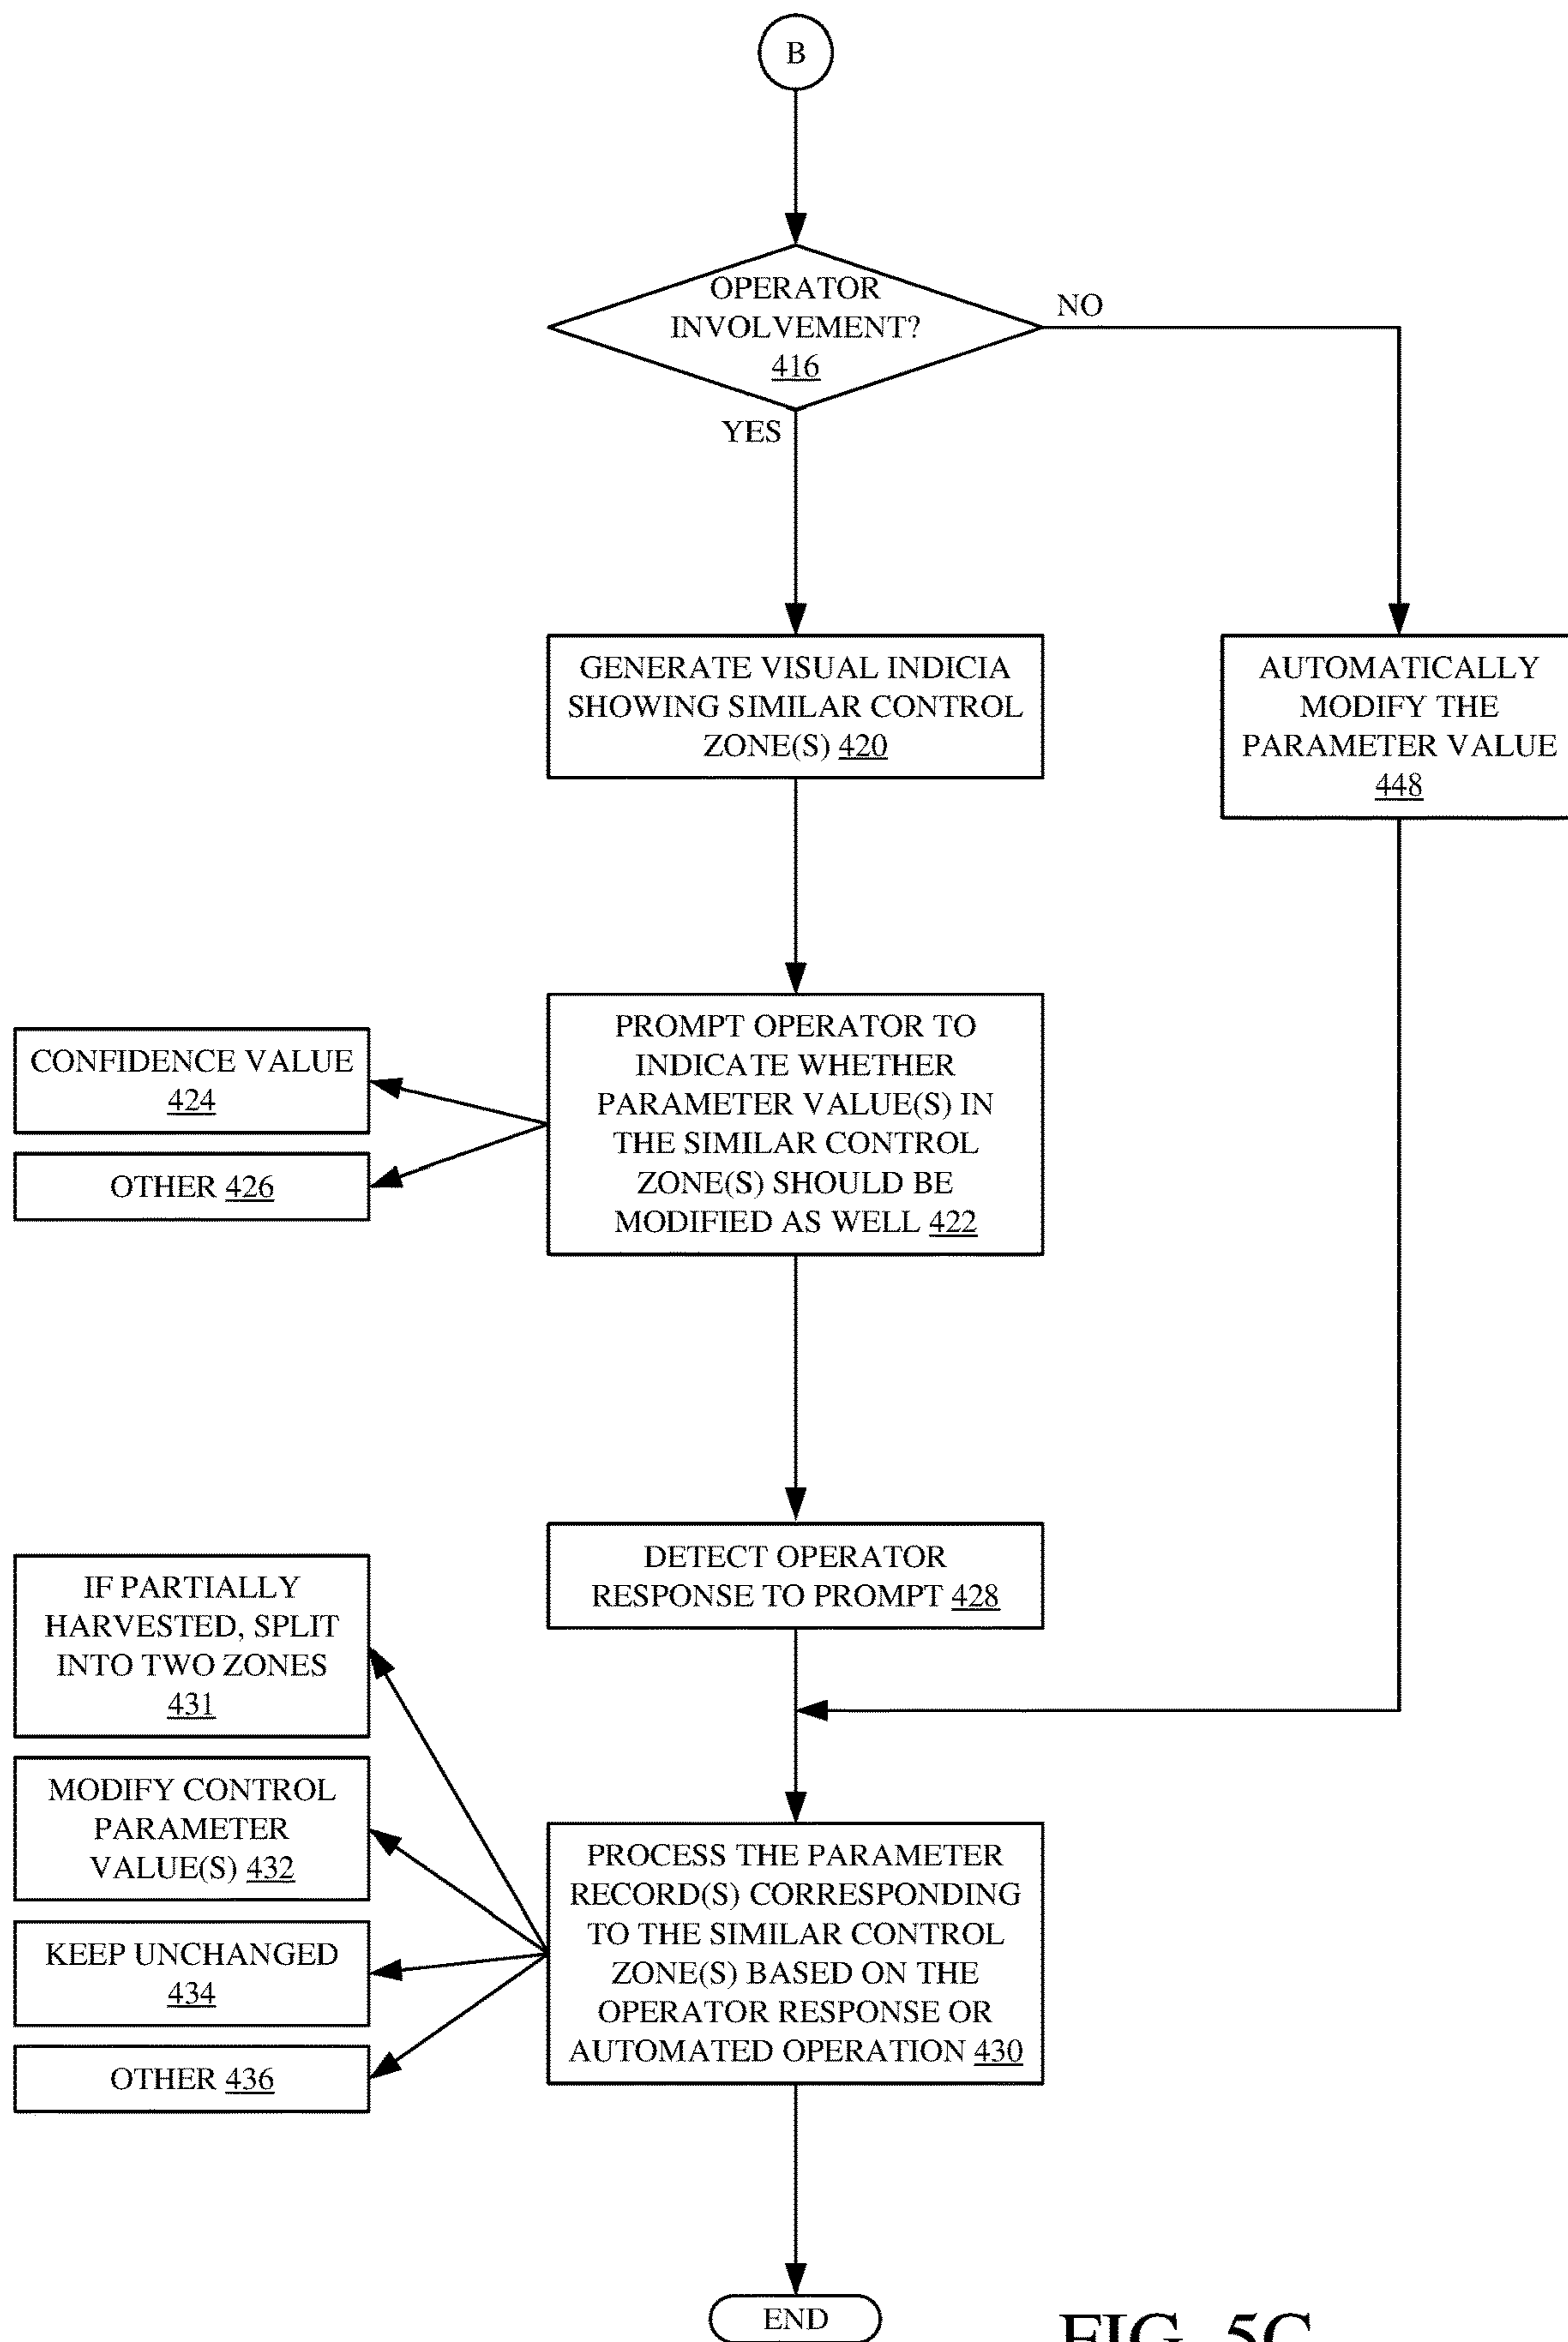 B
OPERATOR
INVOLVEMENT?
416
NO
YES
GENERATE VISUAL INDICIA
SHOWING SIMILAR CONTROL
ZONE(S) 420
AUTOMATICALLY
MODIFY THE
PARAMETER VALUE
448
PROMPT OPERATOR TO
INDICATE WHETHER
PARAMETER VALUE(S) IN
THE SIMILAR CONTROL
ZONE(S) SHOULD BE
MODIFIED AS WELL 422
CONFIDENCE VALUE
424
OTHER 426
DETECT OPERATOR
RESPONSE TO PROMPT 428
IF PARTIALLY
HARVESTED, SPLIT
INTO TWO ZONES
431
MODIFY CONTROL
PARAMETER
VALUE(S) 432
KEEP UNCHANGED
434
OTHER 436
PROCESS THE PARAMETER
RECORD(S) CORRESPONDING
TO THE SIMILAR CONTROL
ZONE(S) BASED ON THE
OPERATOR RESPONSE OR
AUTOMATED OPERATION 430
END
FIG. 5C